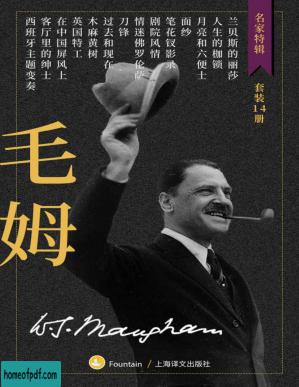 名家特辑
套装14册
兰贝斯的丽莎
人生的枷锁
月亮和六便士
面纱
笔花钗影录
剧院风情
情迷佛罗伦萨
刀锋
过去和现在
木麻黄树
英国特工
在中国屏风上
客厅里的绅士
西班牙主题变奏
毛姆
W.S. Maugham
Fountain / 上海译文出版社
homeofpdf.com